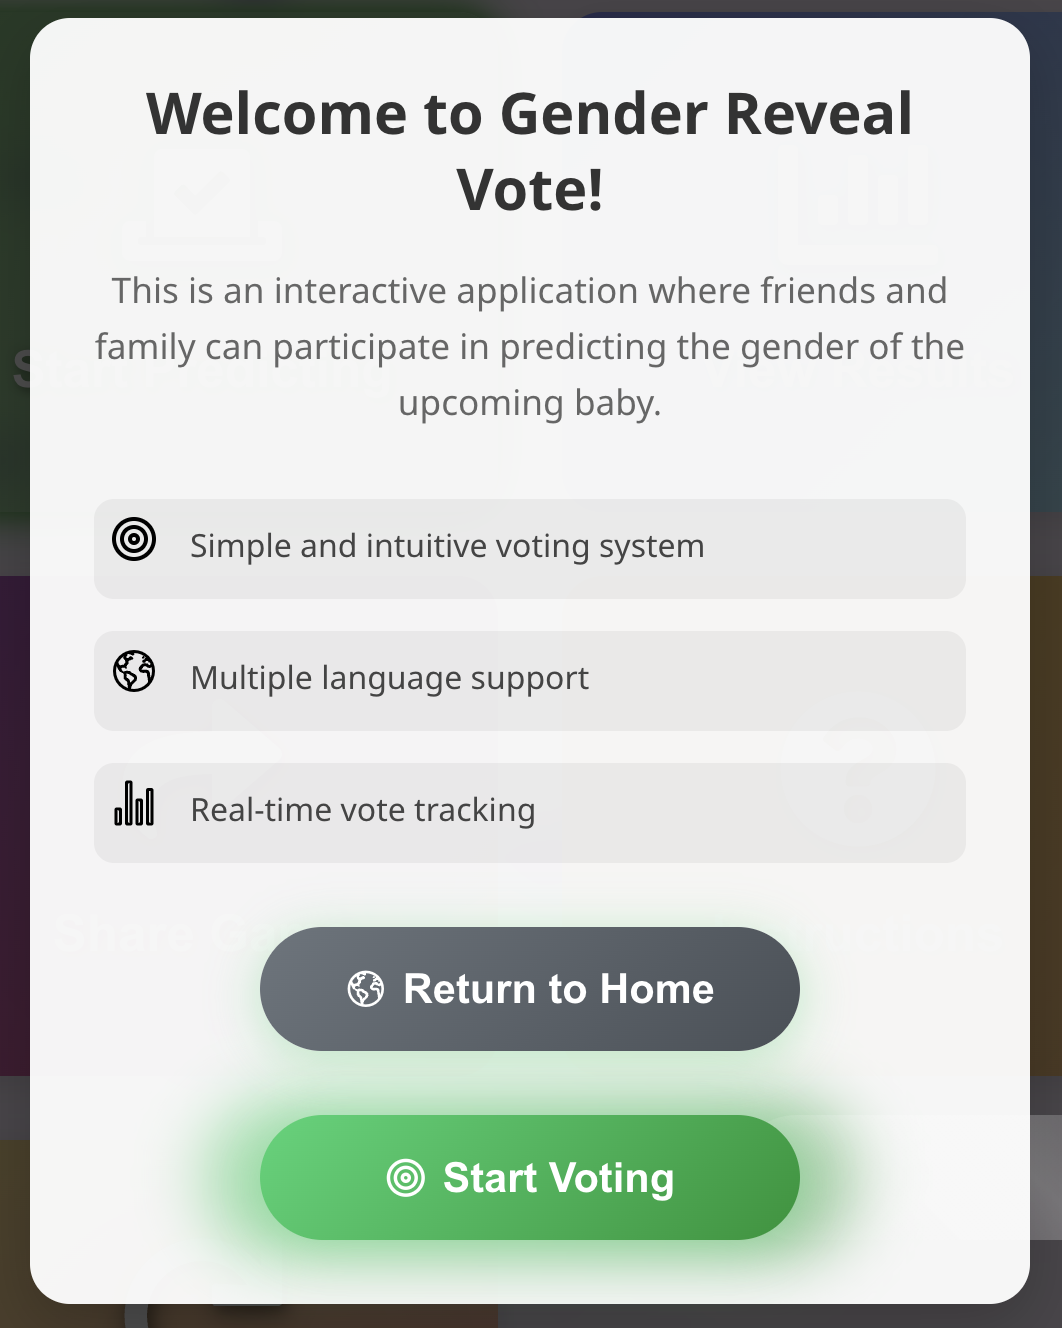 Welcome to Gender Reveal
Vote!
This is an interactive application where friends and
family can participate in predicting the gender of the
upcoming baby.
Simple and intuitive voting system
Multiple language support
Real-time vote tracking
Share
Return to Home
Start Voting